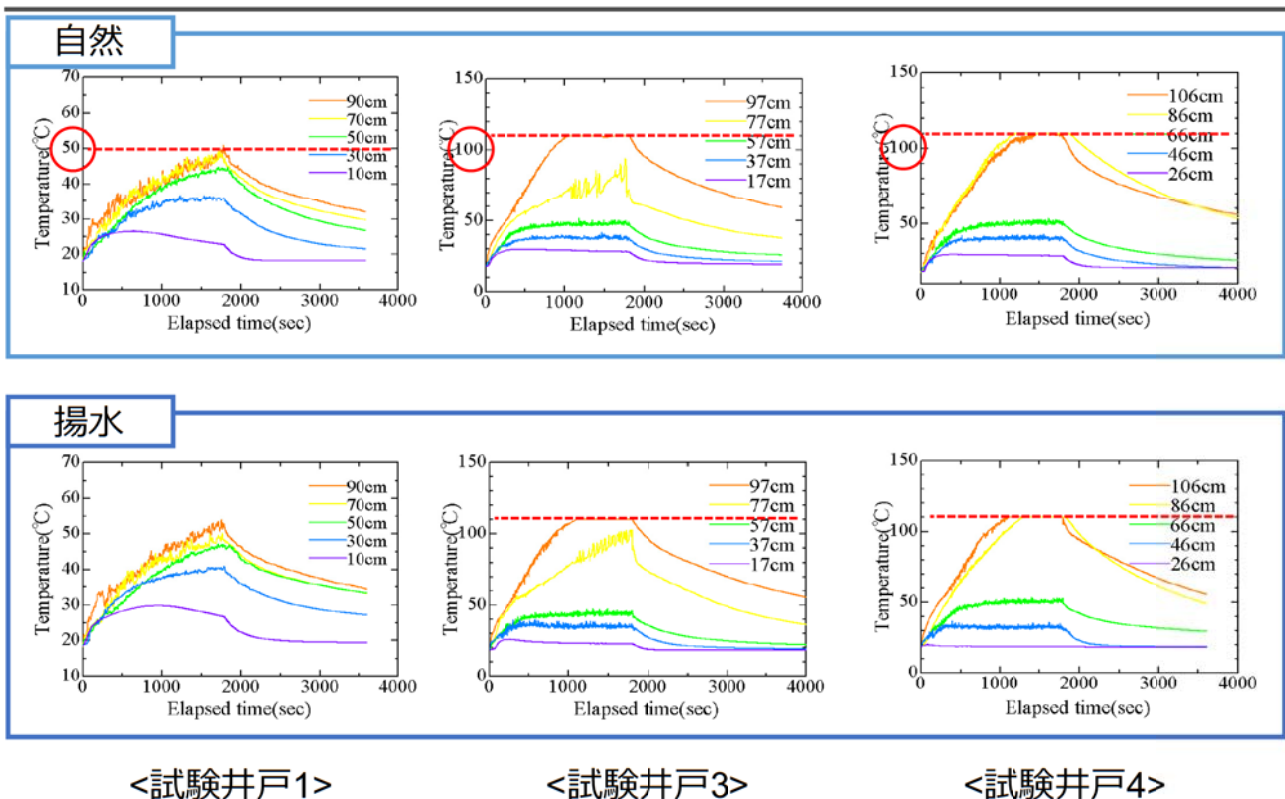 自然
70
60
50
40
30
20
10
Temperature(℃)
0 1000 2000 3000 4000
Elapsed time(sec)
90cm
70cm
50cm
30cm
10cm
150
100
50
0
Temperature(℃)
0 1000 2000 3000 4000
Elapsed time(sec)
97cm
77cm
57cm
37cm
17cm
150
100
50
Temperature(℃)
0 1000 2000 3000 4000
Elapsed time(sec)
106cm
86cm
66cm
46cm
26cm
揚水
70
60
50
40
30
20
10
Temperature(℃)
0 1000 2000 3000 4000
Elapsed time(sec)
90cm
70cm
50cm
30cm
10cm
150
100
50
0
Temperature(℃)
0 1000 2000 3000 4000
Elapsed time(sec)
97cm
77cm
57cm
37cm
17cm
150
100
50
0
Temperature(℃)
0 1000 2000 3000 4000
Elapsed time(sec)
106cm
86cm
66cm
46cm
26cm
<試験井戸1>
<試験井戸3>
<試験井戸4>